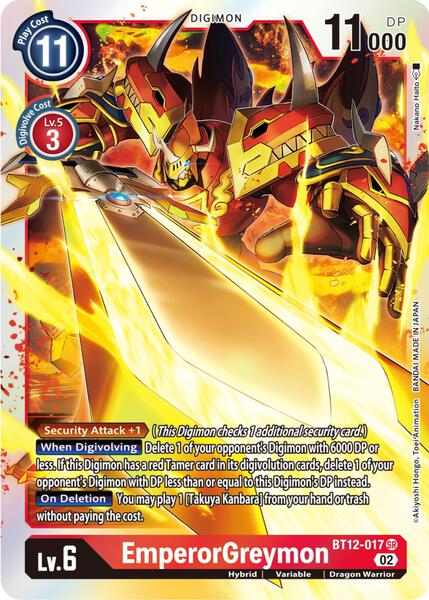 Play Cost
11
DIGIMON
DP
11000
Digivolve Cost
Lv.5
3
Nakano Haito
Security Attack +1 (This Digimon checks 1 additional security card.)
When Digivolving Delete 1 of your opponent's Digimon with 6000 DP or
less. If this Digimon has a red Tamer card in its digivolution cards, delete 1 of your
opponent's Digimon with DP less than or equal to this Digimon's DP instead.
On Deletion You may play 1 [Takuya Kanbara] from your hand or trash
without paying the cost.
©Akiyoshi Hongo, Toei Animation BANDAI MADE IN JAPAN
Lv.6
EmperorGreymon
BT12-017 SR
02
Hybrid | Variable | Dragon Warrior